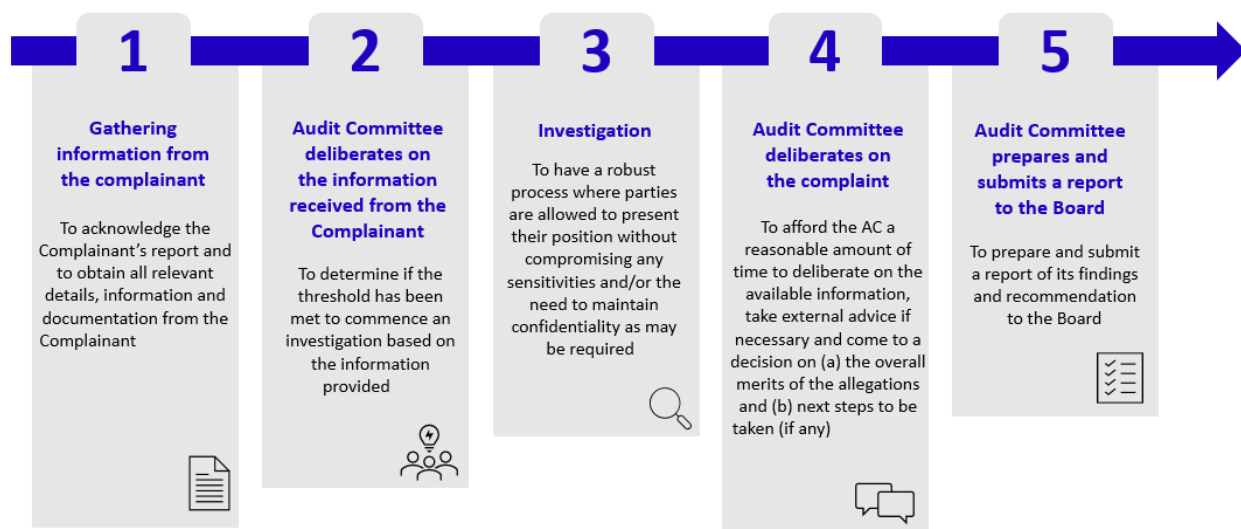 1
Gathering
information from
the complainant
To acknowledge the
Complainant's report and
to obtain all relevant
details, information and
documentation from the
Complainant
2
Audit Committee
deliberates on
the information
received from the
Complainant
To determine if the
threshold has been
met to commence an
investigation based on
the information
provided
3
Investigation
To have a robust
process where parties
are allowed to present
their position without
compromising any
sensitivities and/or the
need to maintain
confidentiality as may
be required
4
Audit Committee
deliberates on
the complaint
To afford the AC a
reasonable amount of
time to deliberate on the
available information,
take external advice if
necessary and come to a
decision on (a) the overall
merits of the allegations
and (b) next steps to be
taken (if any)
5
Audit Committee
prepares and
submits a report
to the Board
To prepare and submit
a report of its findings
and recommendation
to the Board